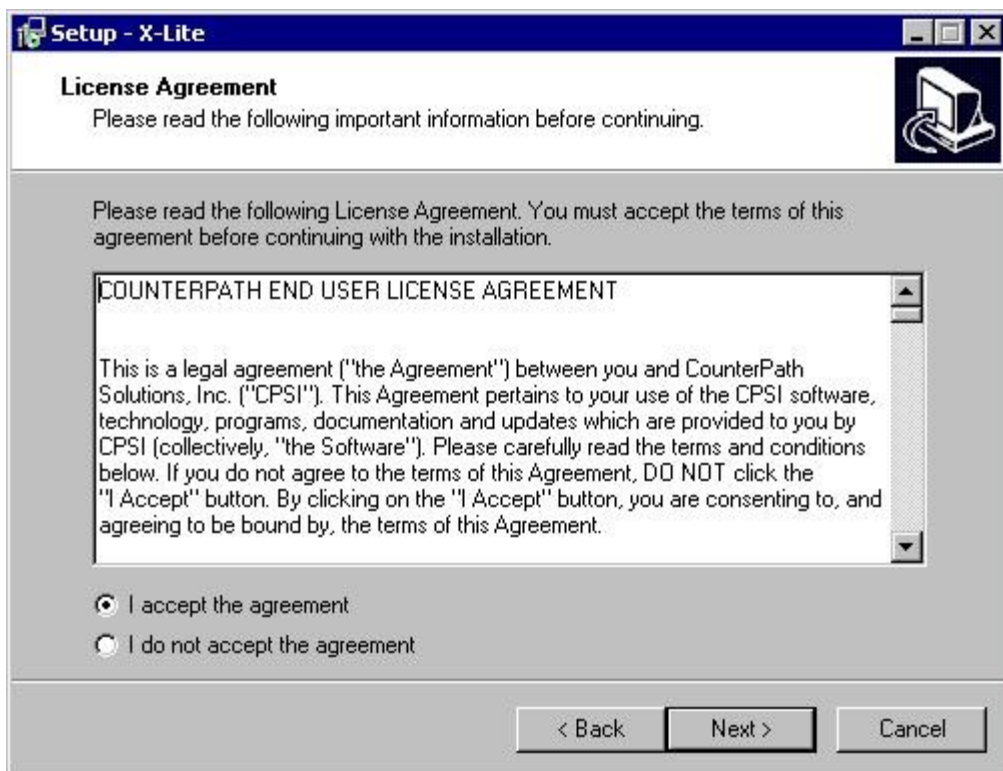 Setup - X-Lite
License Agreement
Please read the following important information before continuing.
Please read the following License Agreement. You must accept the terms of this
agreement before continuing with the installation.
COUNTERPATH END USER LICENSE AGREEMENT
This is a legal agreement ("the Agreement") between you and CounterPath
Solutions, Inc. ("CPSI"). This Agreement pertains to your use of the CPSI software,
technology, programs, documentation and updates which are provided to you by
CPSI (collectively, "the Software"). Please carefully read the terms and conditions
below. If you do not agree to the terms of this Agreement, DO NOT click the
"I Accept" button. By clicking on the "I Accept" button, you are consenting to, and
agreeing to be bound by, the terms of this Agreement.
I accept the agreement
I do not accept the agreement
< Back
Next >
Cancel